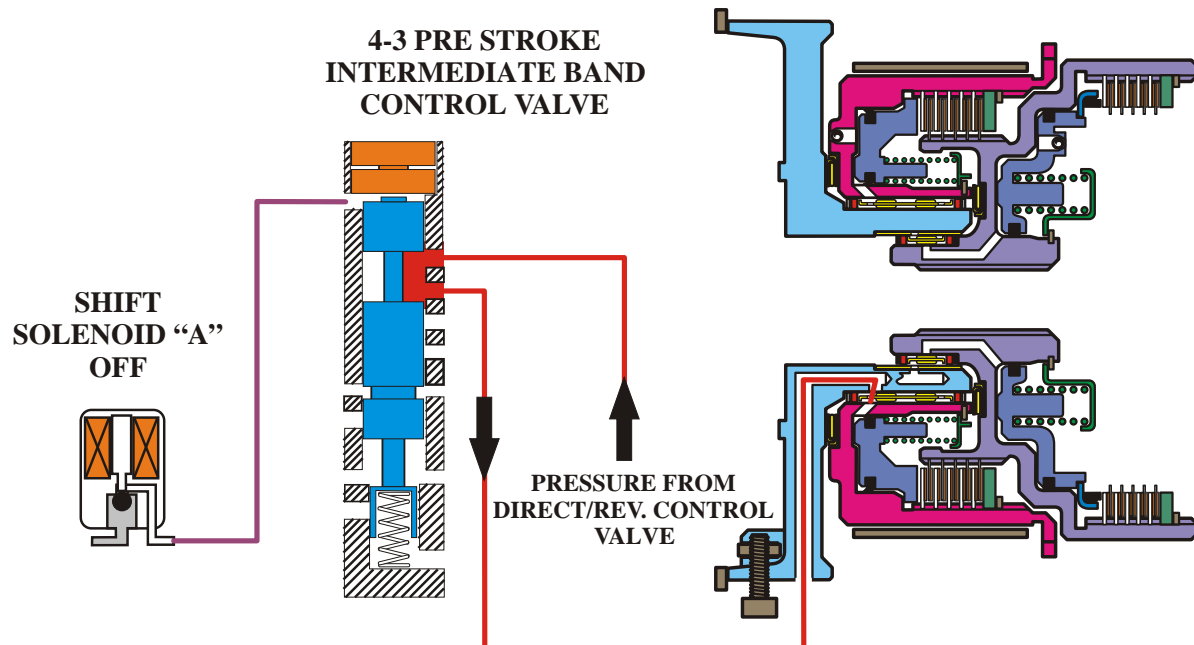 4-3 PRE STROKE
INTERMEDIATE BAND
CONTROL VALVE
SHIFT
SOLENOID “A”
OFF
PRESSURE FROM
DIRECT/REV. CONTROL
VALVE